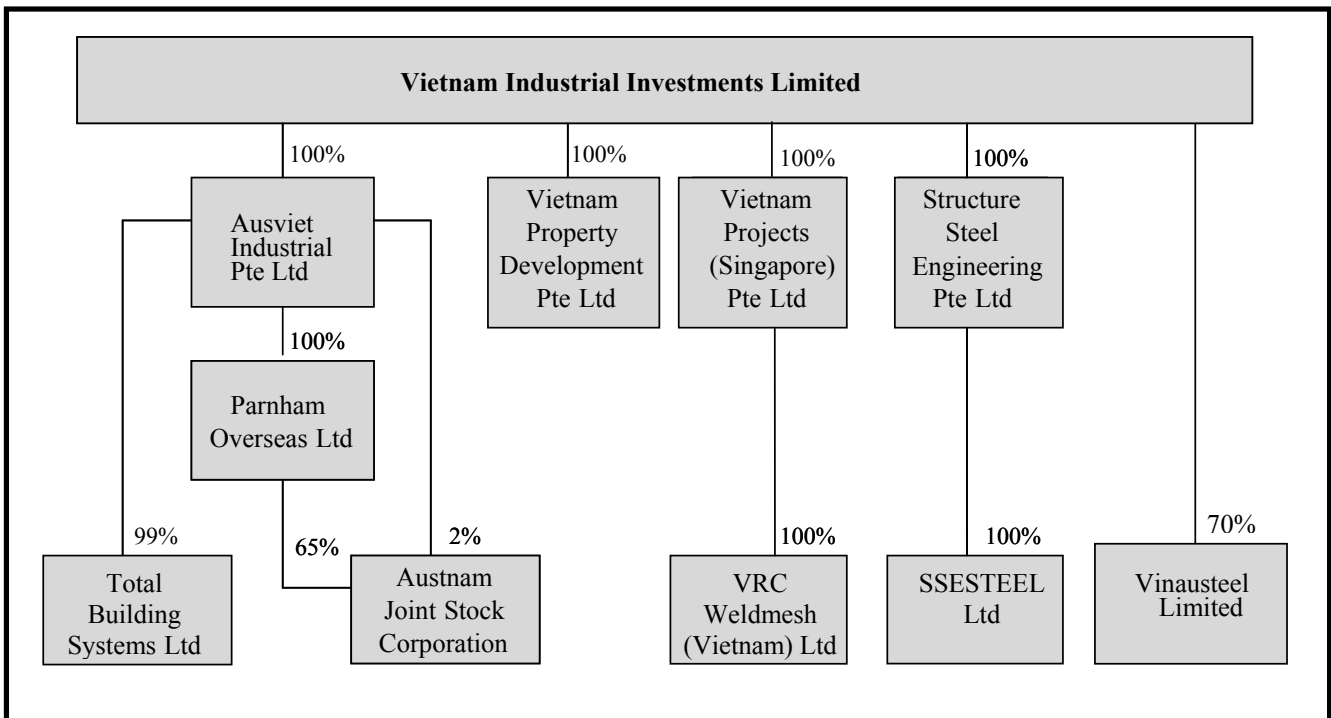 Vietnam Industrial Investments Limited
100%
100%
100%
100%
Ausviet
Industrial
Pte Ltd
Vietnam
Property
Development
Pte Ltd
Vietnam
Projects
(Singapore)
Pte Ltd
Structure
Steel
Engineering
Pte Ltd
100%
Parnham
Overseas Ltd
99%
65%
2%
100%
100%
70%
Total
Building
Systems Ltd
Austnam
Joint Stock
Corporation
VRC
Weldmesh
(Vietnam) Ltd
SSESTEEL
Ltd
Vinausteel
Limited